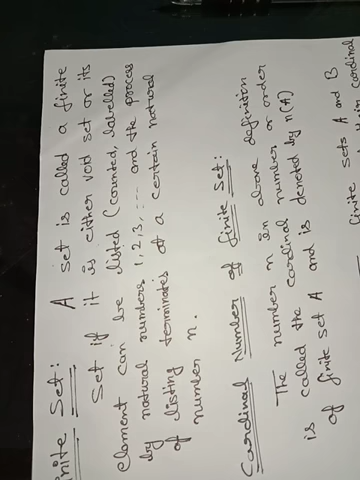 inite Set: A set is called a finite
Set if it is either void set or its
element can be listed (counted, labelled)
by natural numbers 1, 2, 3, --- and the process
of listing terminates at a certain natural
number n.
Cardinal Number of finite Set:
The number n in above definition
is called the cardinal number or order
of finite set A and is denoted by n(A)
finite sets A and B
cardinal